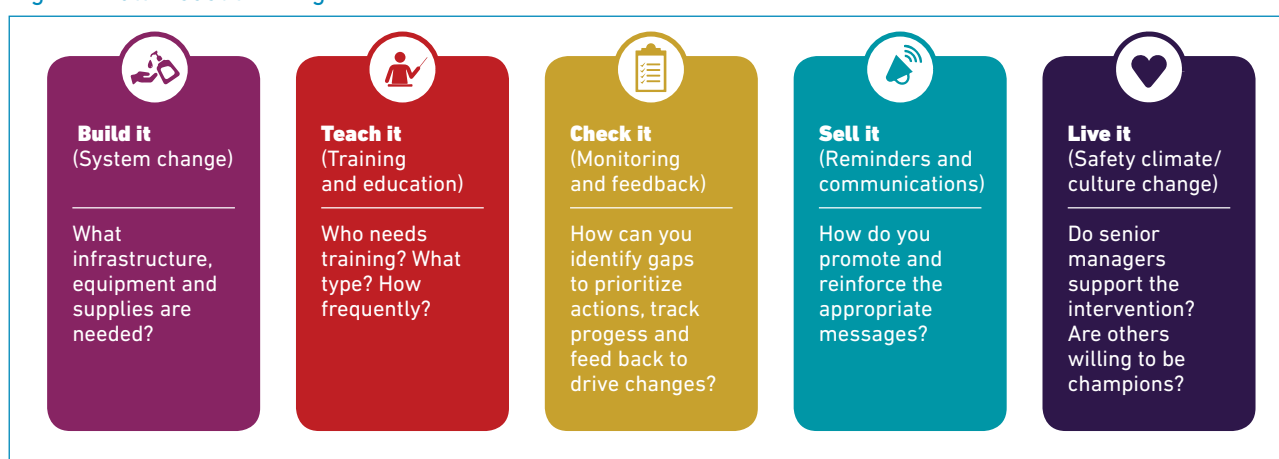 Build it
(System change)
What
infrastructure,
equipment and
supplies are
needed?
Teach it
(Training
and education)
Who needs
training? What
type? How
frequently?
Check it
(Monitoring
and feedback)
How can you
identify gaps
to prioritize
actions, track
progess and
feed back to
drive changes?
Sell it
(Reminders and
communications)
How do you
promote and
reinforce the
appropriate
messages?
Live it
(Safety climate/
culture change)
Do senior
managers
support the
intervention?
Are others
willing to be
champions?